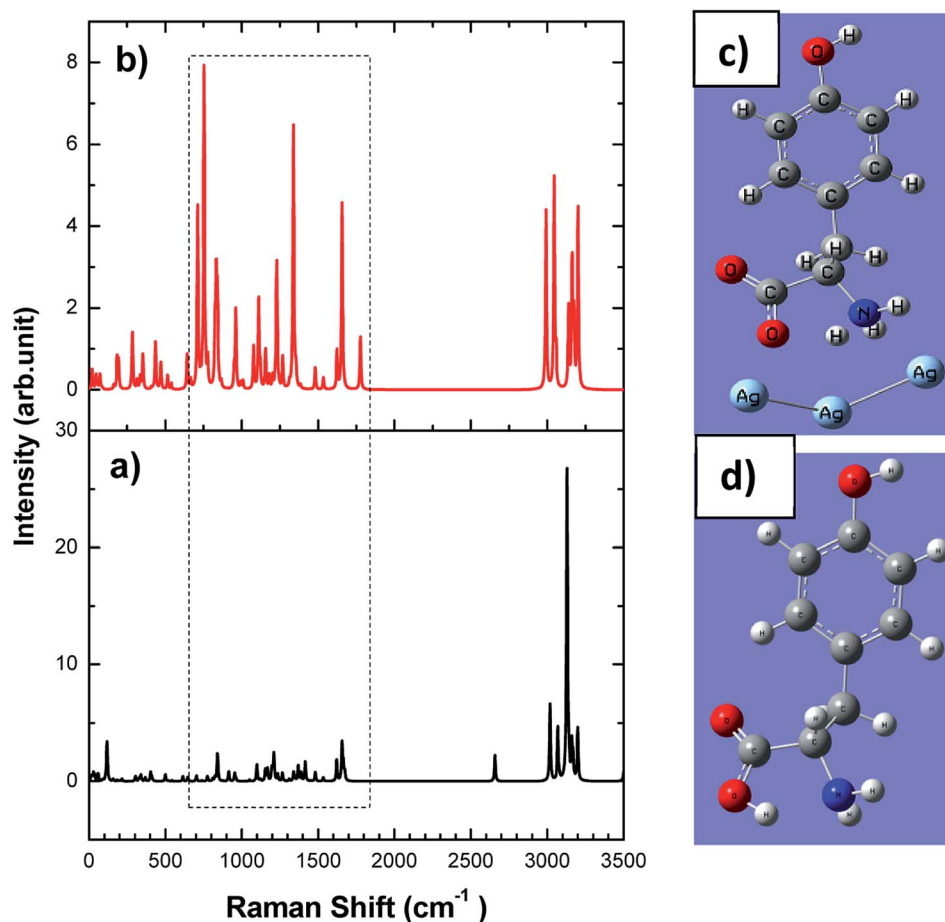 b)
8
6
4
2
0
Intensity (arb.unit)
a)
30
20
10
0
0 500 1000 1500 2000 2500 3000 3500
Raman Shift (cm⁻¹)
c)
O H
H C H
C C
C C
H C H
H
H H
O C C
N H
O H H
Ag
Ag Ag
d)
O H
H C H
C C
C C
H C H
O H C H
C C
O H N H
H